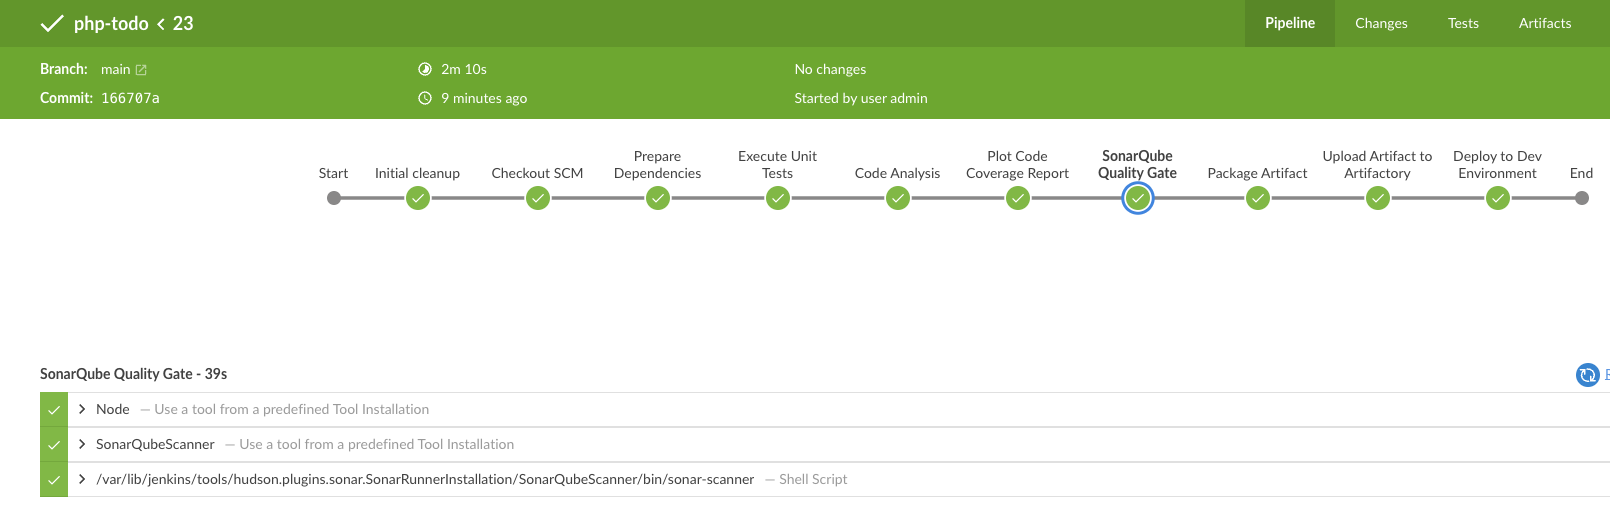 php-todo < 23
Pipeline Changes Tests Artifacts
Branch: main 2m 10s No changes
Commit: 166707a 9 minutes ago Started by user admin
Start
Initial cleanup
Checkout SCM
Prepare
Dependencies
Execute Unit
Tests
Code Analysis
Plot Code
Coverage Report
SonarQube
Quality Gate
Package Artifact
Upload Artifact to
Artifactory
Deploy to Dev
Environment
End
SonarQube Quality Gate - 39s
Node — Use a tool from a predefined Tool Installation
SonarQubeScanner — Use a tool from a predefined Tool Installation
/var/lib/jenkins/tools/hudson.plugins.sonar.SonarRunnerInstallation/SonarQubeScanner/bin/sonar-scanner — Shell Script